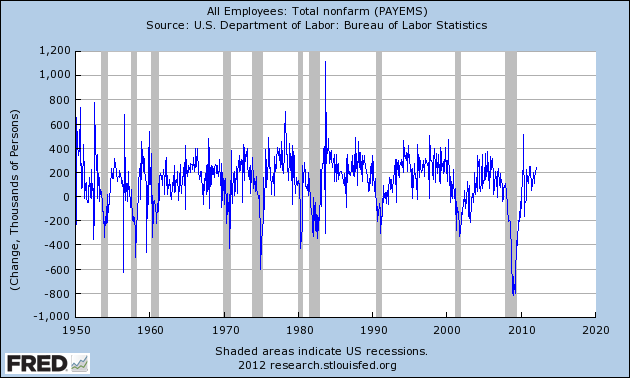 All Employees: Total nonfarm (PAYEMS)
Source: U.S. Department of Labor: Bureau of Labor Statistics
(Change, Thousands of Persons)
1,200
1,000
800
600
400
200
0
-200
-400
-600
-800
-1,000
1950 1960 1970 1980 1990 2000 2010 2020
Shaded areas indicate US recessions.
2012 research.stlouisfed.org
FRED